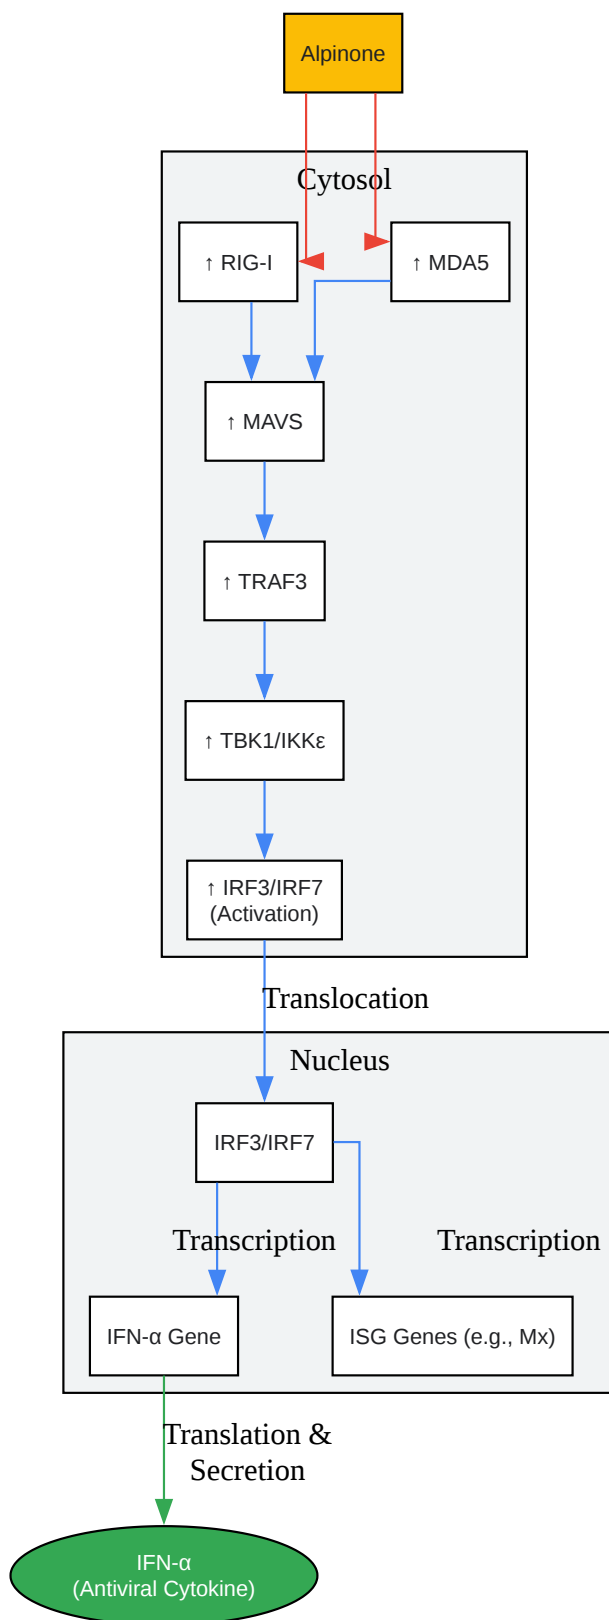 Alpinone
Cytosol
↑ RIG-I
↑ MDA5
↑ MAVS
↑ TRAF3
↑ TBK1/IKKε
↑ IRF3/IRF7
(Activation)
Translocation
Nucleus
IRF3/IRF7
Transcription
Transcription
IFN-α Gene
ISG Genes (e.g., Mx)
Translation &
Secretion
IFN-α
(Antiviral Cytokine)